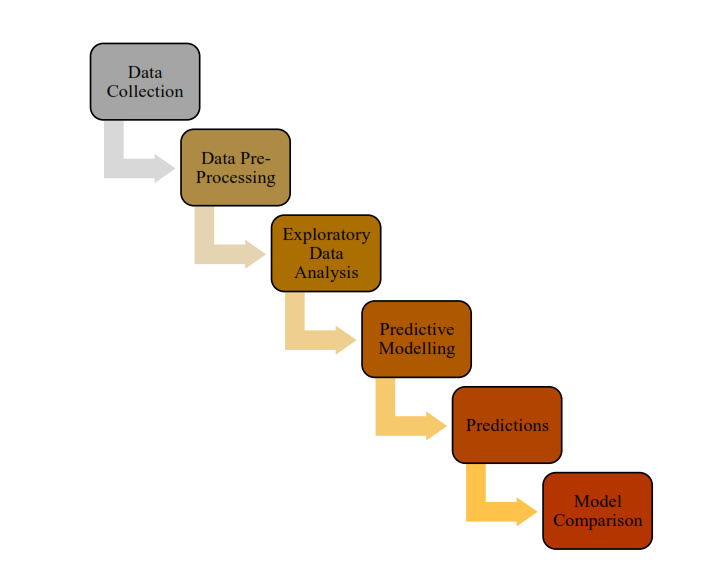 Data
Collection
Data Pre-
Processing
Exploratory
Data
Analysis
Predictive
Modelling
Predictions
Model
Comparison